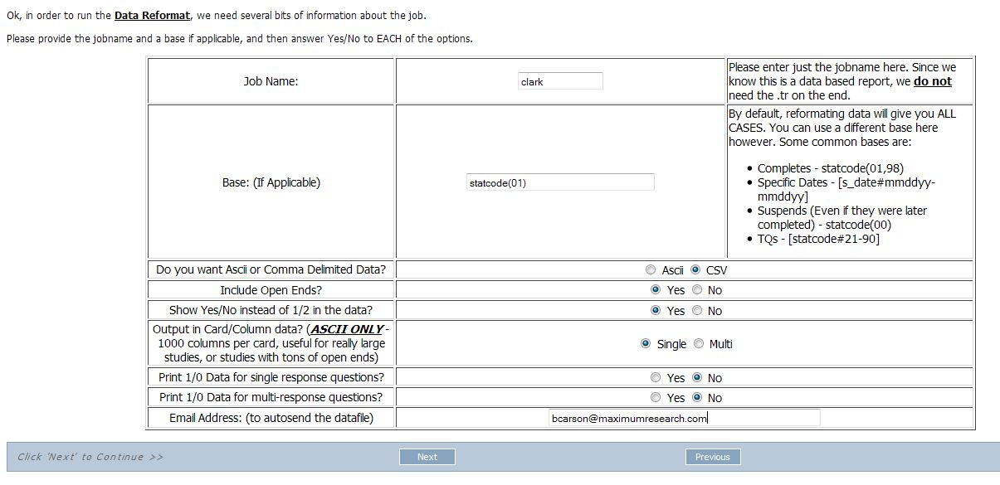 Ok, in order to run the Data Reformat, we need several bits of information about the job.
Please provide the jobname and a base if applicable, and then answer Yes/No to EACH of the options.
Job Name:
clark
Please enter just the jobname here. Since we
know this is a data based report, we do not
need the .tr on the end.
Base: (If Applicable)
statcode(01)
By default, reformating data will give you ALL
CASES. You can use a different base here
however. Some common bases are:
• Completes - statcode(01,98)
• Specific Dates - [s_date#mmddyy-
mmddyy]
• Suspends (Even if they were later
completed) - statcode(00)
• TQs - [statcode#21-90]
Do you want Ascii or Comma Delimited Data?
Ascii CSV
Include Open Ends?
Yes No
Show Yes/No instead of 1/2 in the data?
Yes No
Output in Card/Column data? (ASCII ONLY -
1000 columns per card, useful for really large
studies, or studies with tons of open ends)
Single Multi
Print 1/0 Data for single response questions?
Yes No
Print 1/0 Data for multi-response questions?
Yes No
Email Address: (to autosend the datafile)
bcarson@maximumresearch.com
Click 'Next' to Continue >>
Next
Previous